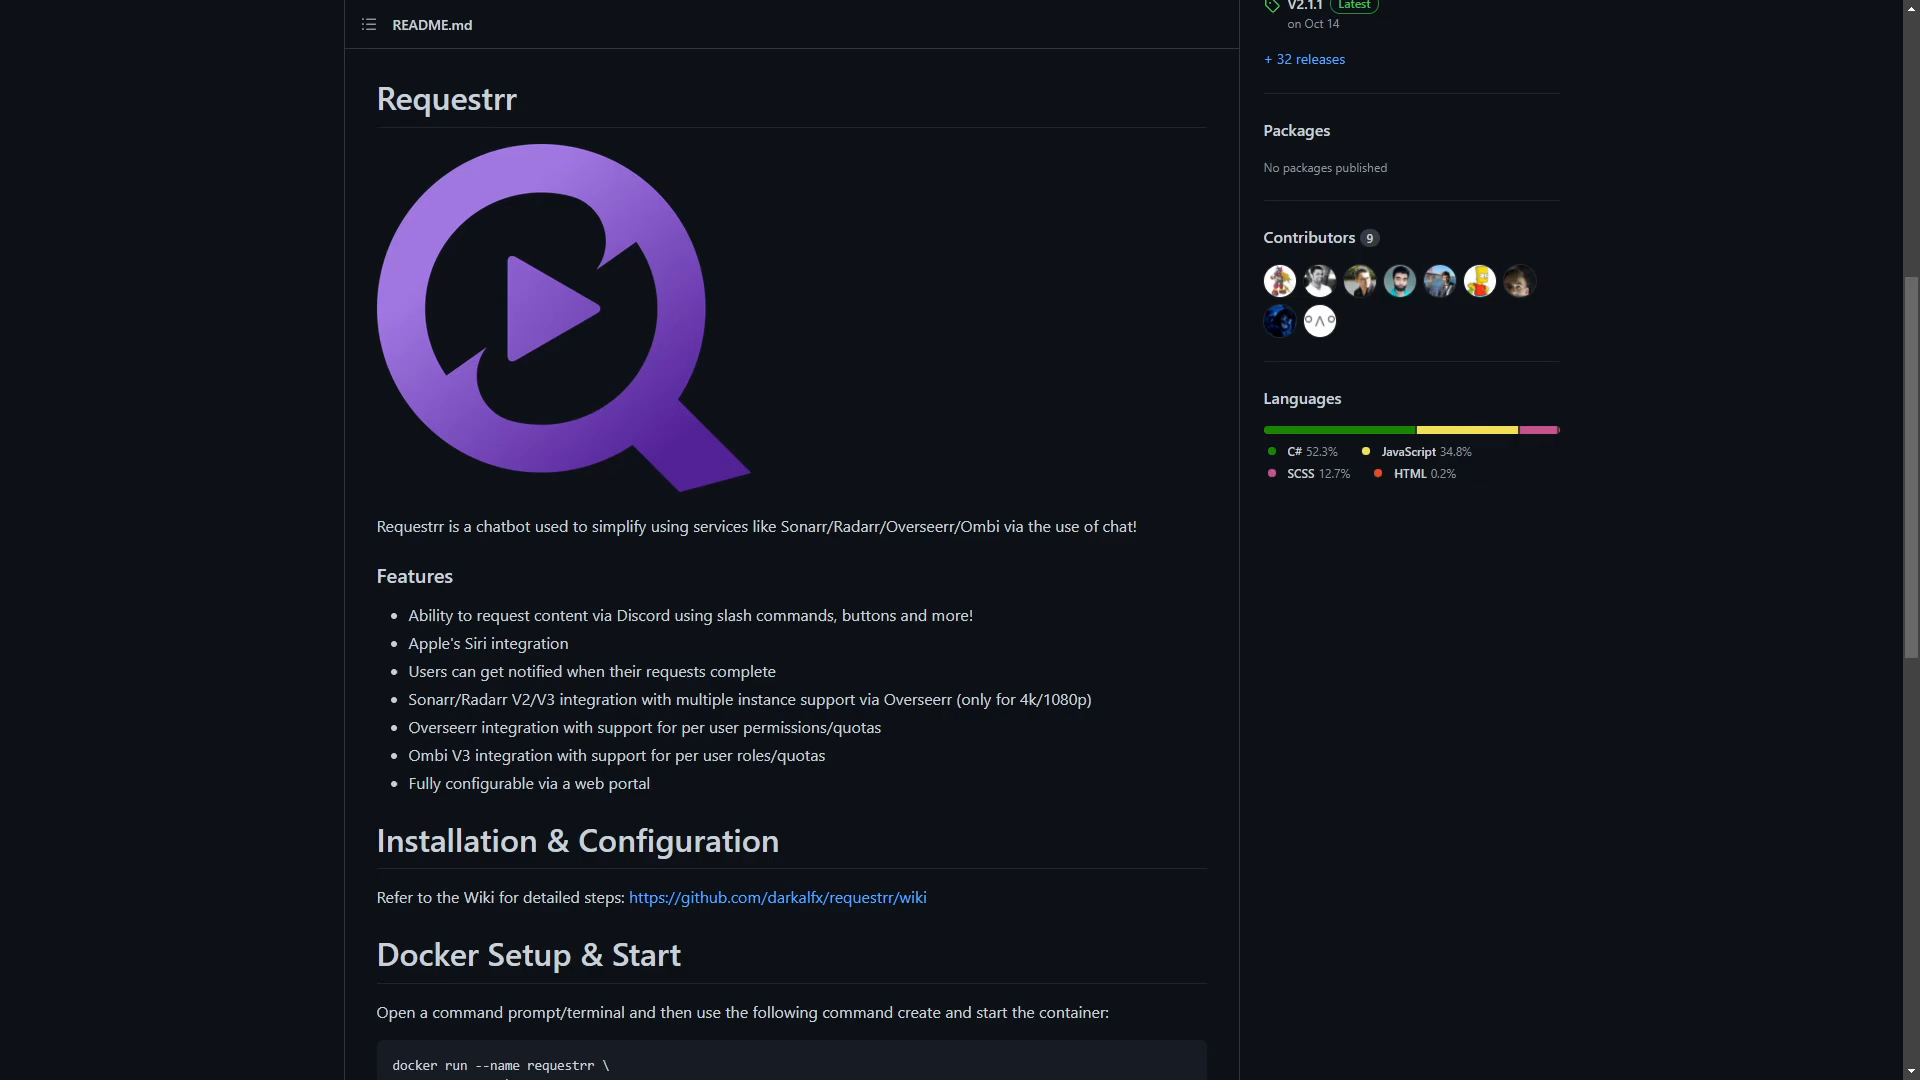 README.md
Requestrr
Requestrr is a chatbot used to simplify using services like Sonarr/Radarr/Overseerr/Ombi via the use of chat!
Features
Ability to request content via Discord using slash commands, buttons and more!
Apple's Siri integration
Users can get notified when their requests complete
Sonarr/Radarr V2/V3 integration with multiple instance support via Overseerr (only for 4k/1080p)
Overseerr integration with support for per user permissions/quotas
Ombi V3 integration with support for per user roles/quotas
Fully configurable via a web portal
Installation & Configuration
Refer to the Wiki for detailed steps: https://github.com/darkalfx/requestrr/wiki
Docker Setup & Start
Open a command prompt/terminal and then use the following command create and start the container:
docker run --name requestrr \
V2.1.1 Latest
on Oct 14
+ 32 releases
Packages
No packages published
Contributors 9
Languages
C# 52.3% JavaScript 34.8%
SCSS 12.7% HTML 0.2%